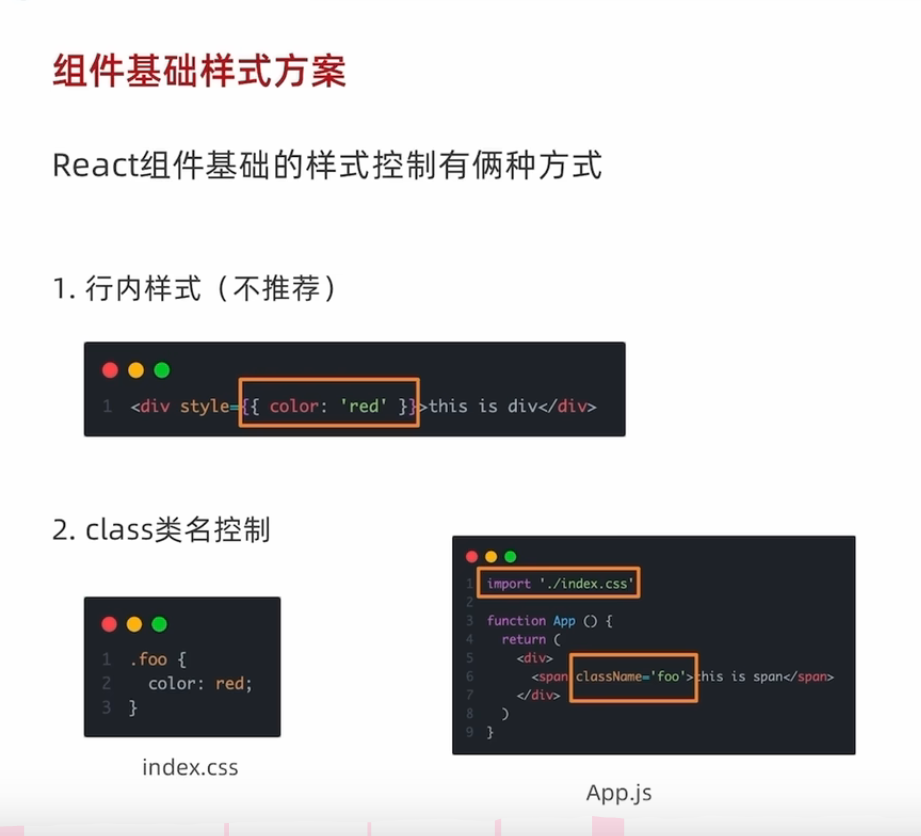 组件基础样式方案
React组件基础的样式控制有俩种方式
1. 行内样式（不推荐）
1 <div style={{ color: 'red' }}>this is div</div>
2. class类名控制
1 .foo {
2 color: red;
3 }
index.css
1 import './index.css'
2
3 function App () {
4 return (
5 <div>
6 <span className='foo'>this is span</span>
7 </div>
8 )
9 }
App.js